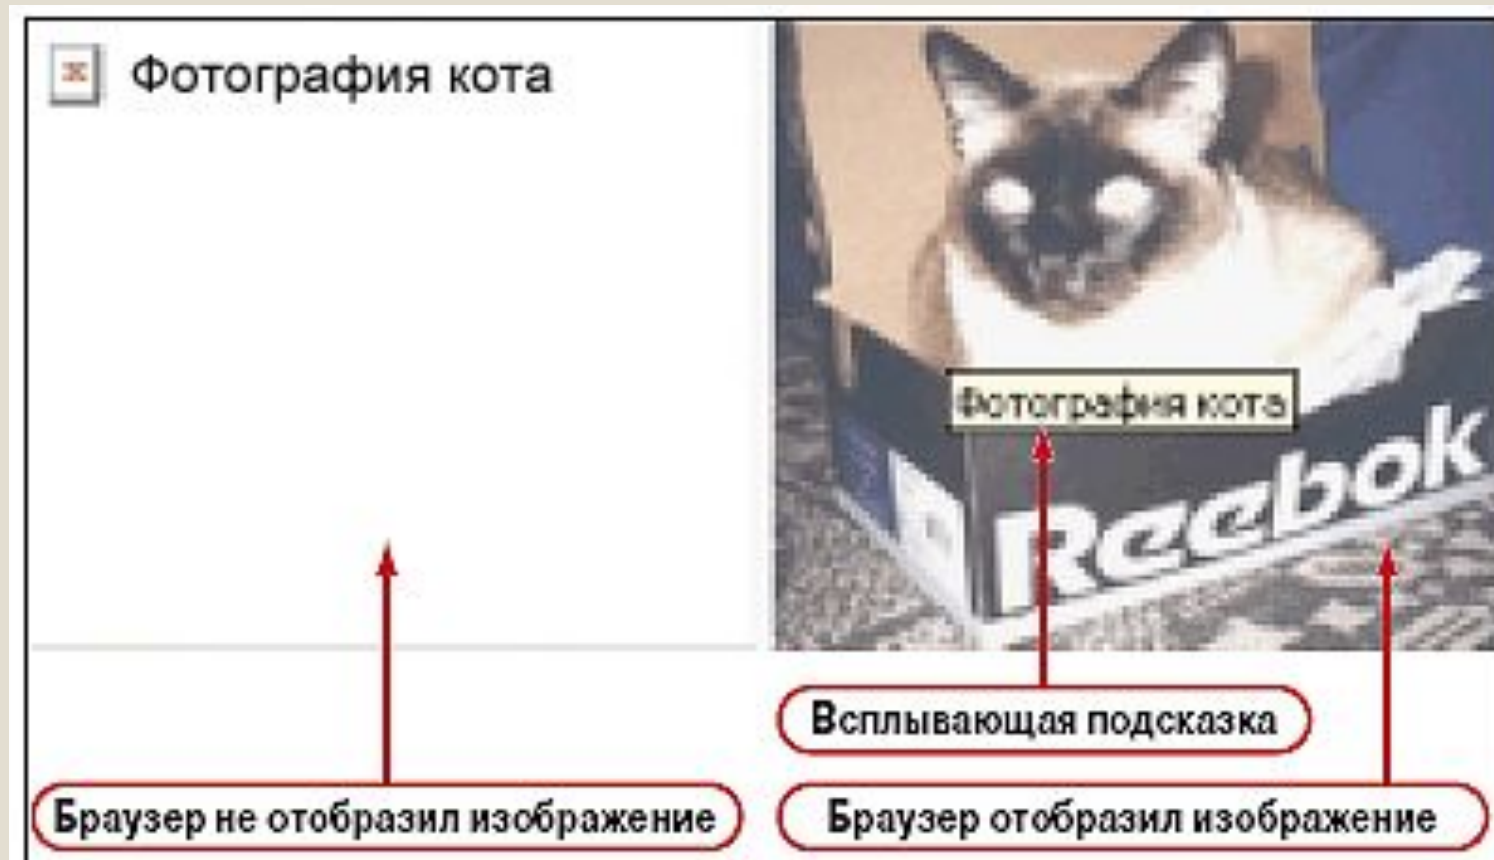 Фотография кота
Фотография кота
Reebok
Всплывающая подсказка
Браузер не отобразил изображение
Браузер отобразил изображение